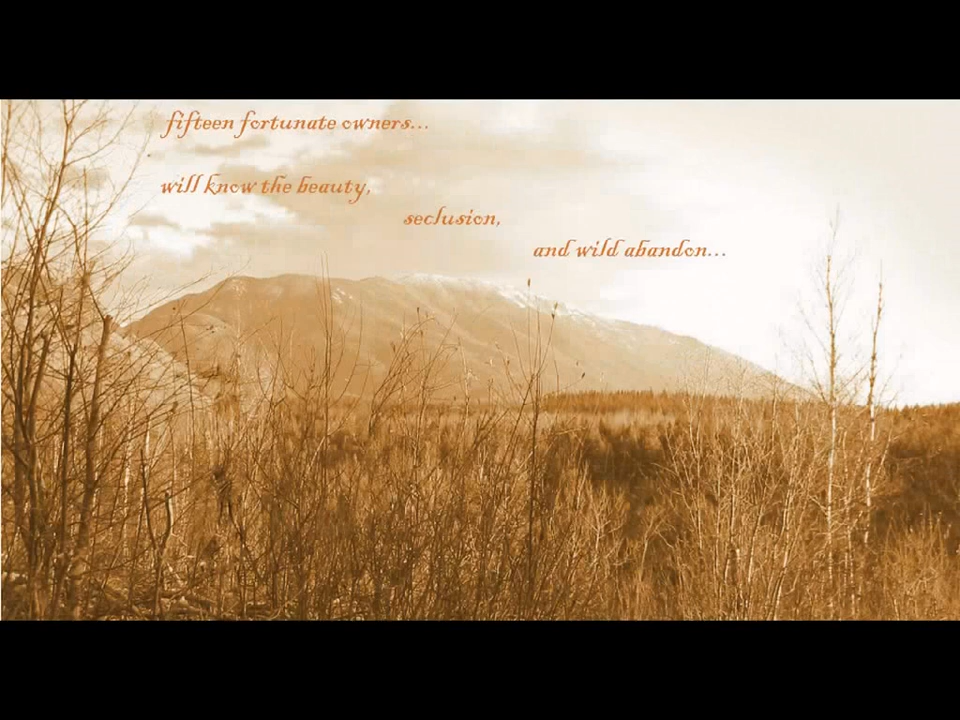 fifteen fortunate owners...
will know the beauty,
seclusion,
and wild abandon...